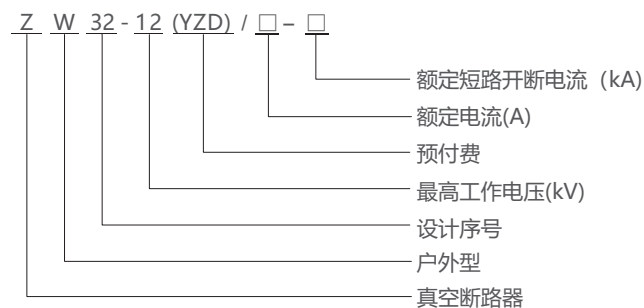 Z W 32 - 12 (YZD) / □ – □
额定短路开断电流（kA)
额定电流(A)
预付费
最高工作电压(kV)
设计序号
户外型
真空断路器